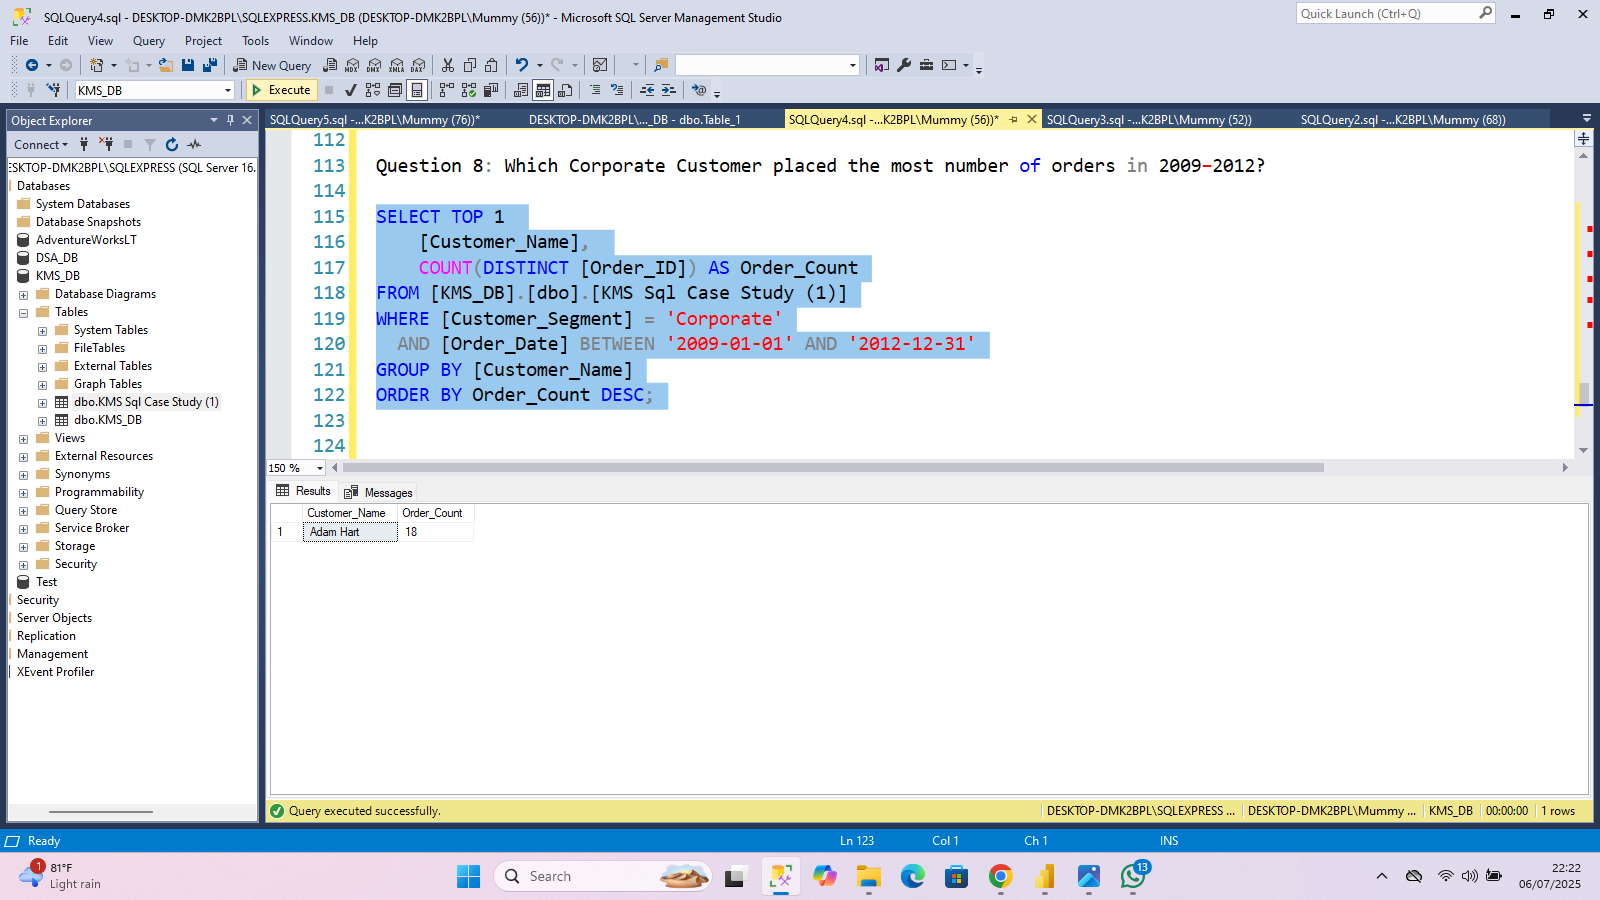 SQLQuery4.sql - DESKTOP-DMK2BPL\SQLEXPRESS.KMS_DB (DESKTOP-DMK2BPL\Mummy (56))* - Microsoft SQL Server Management Studio
Quick Launch (Ctrl+Q)
File Edit View Query Project Tools Window Help
New Query MDX DMX XMLA DAX
KMS_DB Execute
Object Explorer
SQLQuery5.sql -...K2BPL\Mummy (76))* DESKTOP-DMK2BPL\..._DB - dbo.Table_1 SQLQuery4.sql -...K2BPL\Mummy (56))* SQLQuery3.sql -...K2BPL\Mummy (52)) SQLQuery2.sql -...K2BPL\Mummy (68))
Connect
SKTOP-DMK2BPL\SQLEXPRESS (SQL Server 16.
Databases
System Databases
Database Snapshots
AdventureWorksLT
DSA_DB
KMS_DB
Database Diagrams
Tables
System Tables
FileTables
External Tables
Graph Tables
dbo.KMS Sql Case Study (1)
dbo.KMS_DB
Views
External Resources
Synonyms
Programmability
Query Store
Service Broker
Storage
Security
Test
Security
Server Objects
Replication
Management
XEvent Profiler
112
113 Question 8: Which Corporate Customer placed the most number of orders in 2009-2012?
114
115 SELECT TOP 1
116 [Customer_Name],
117 COUNT(DISTINCT [Order_ID]) AS Order_Count
118 FROM [KMS_DB].[dbo].[KMS Sql Case Study (1)]
119 WHERE [Customer_Segment] = 'Corporate'
120 AND [Order_Date] BETWEEN '2009-01-01' AND '2012-12-31'
121 GROUP BY [Customer_Name]
122 ORDER BY Order_Count DESC;
123
124
150 %
Results Messages
Customer_Name Order_Count
1 Adam Hart 18
Query executed successfully. DESKTOP-DMK2BPL\SQLEXPRESS ... DESKTOP-DMK2BPL\Mummy ... KMS_DB 00:00:00 1 rows
Ready Ln 123 Col 1 Ch 1 INS
1 81°F
Light rain
Search
13
22:22
06/07/2025